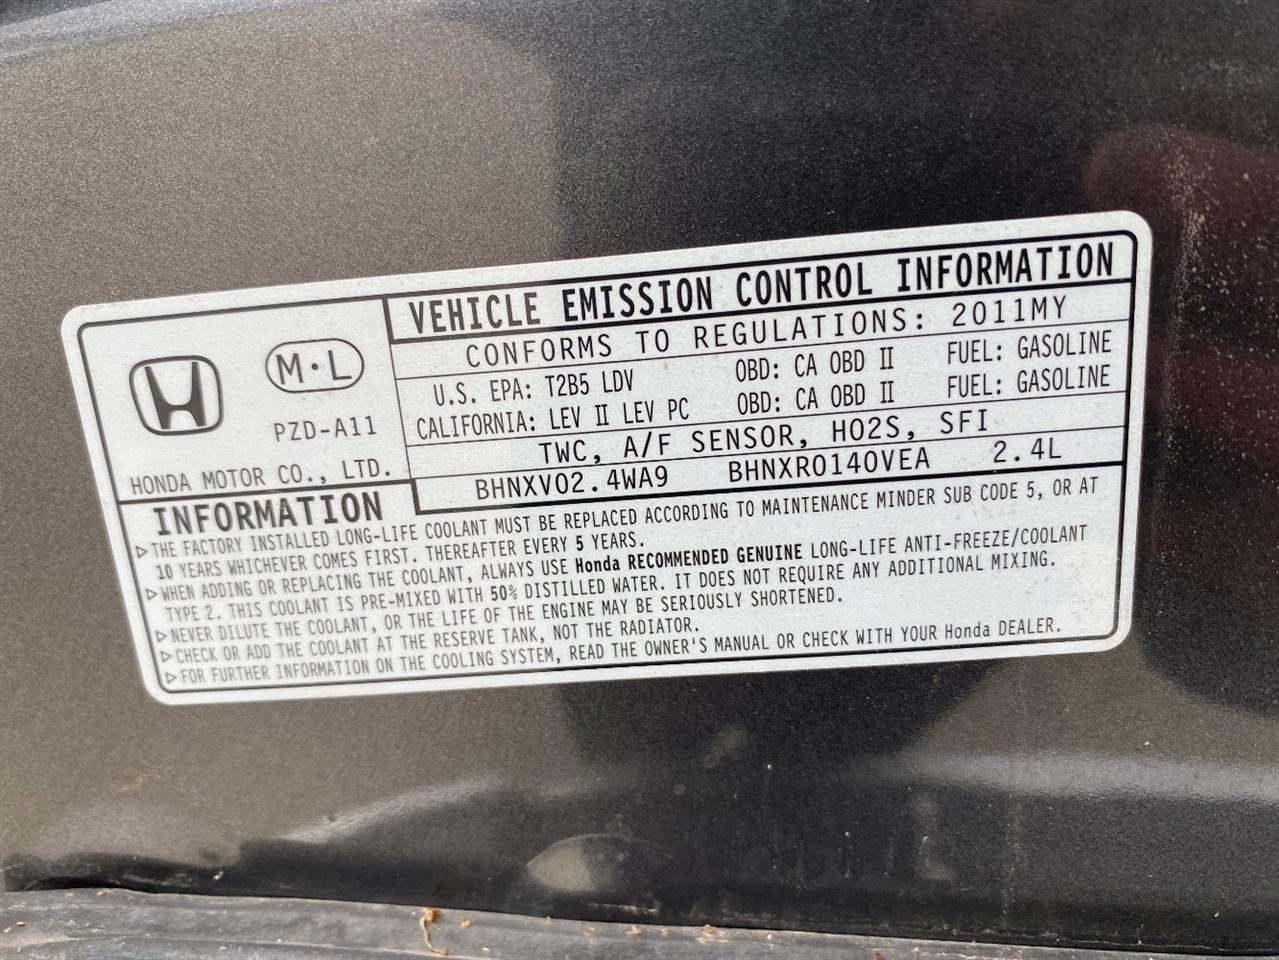 VEHICLE EMISSION CONTROL INFORMATION
CONFORMS TO REGULATIONS: 2011MY
U.S. EPA: T2B5 LDV OBD: CA OBD II FUEL: GASOLINE
CALIFORNIA: LEV II LEV PC OBD: CA OBD II FUEL: GASOLINE
TWC, A/F SENSOR, HO2S, SFI
BHNXV02.4WA9 BHNXR0140VEA 2.4L
M·L
PZD-A11
HONDA MOTOR CO., LTD.
INFORMATION
▷THE FACTORY INSTALLED LONG-LIFE COOLANT MUST BE REPLACED ACCORDING TO MAINTENANCE MINDER SUB CODE 5, OR AT
10 YEARS WHICHEVER COMES FIRST. THEREAFTER EVERY 5 YEARS.
▷WHEN ADDING OR REPLACING THE COOLANT, ALWAYS USE Honda RECOMMENDED GENUINE LONG-LIFE ANTI-FREEZE/COOLANT
TYPE 2. THIS COOLANT IS PRE-MIXED WITH 50% DISTILLED WATER. IT DOES NOT REQUIRE ANY ADDITIONAL MIXING.
▷NEVER DILUTE THE COOLANT, OR THE LIFE OF THE ENGINE MAY BE SERIOUSLY SHORTENED.
▷CHECK OR ADD THE COOLANT AT THE RESERVE TANK, NOT THE RADIATOR.
▷FOR FURTHER INFORMATION ON THE COOLING SYSTEM, READ THE OWNER'S MANUAL OR CHECK WITH YOUR Honda DEALER.